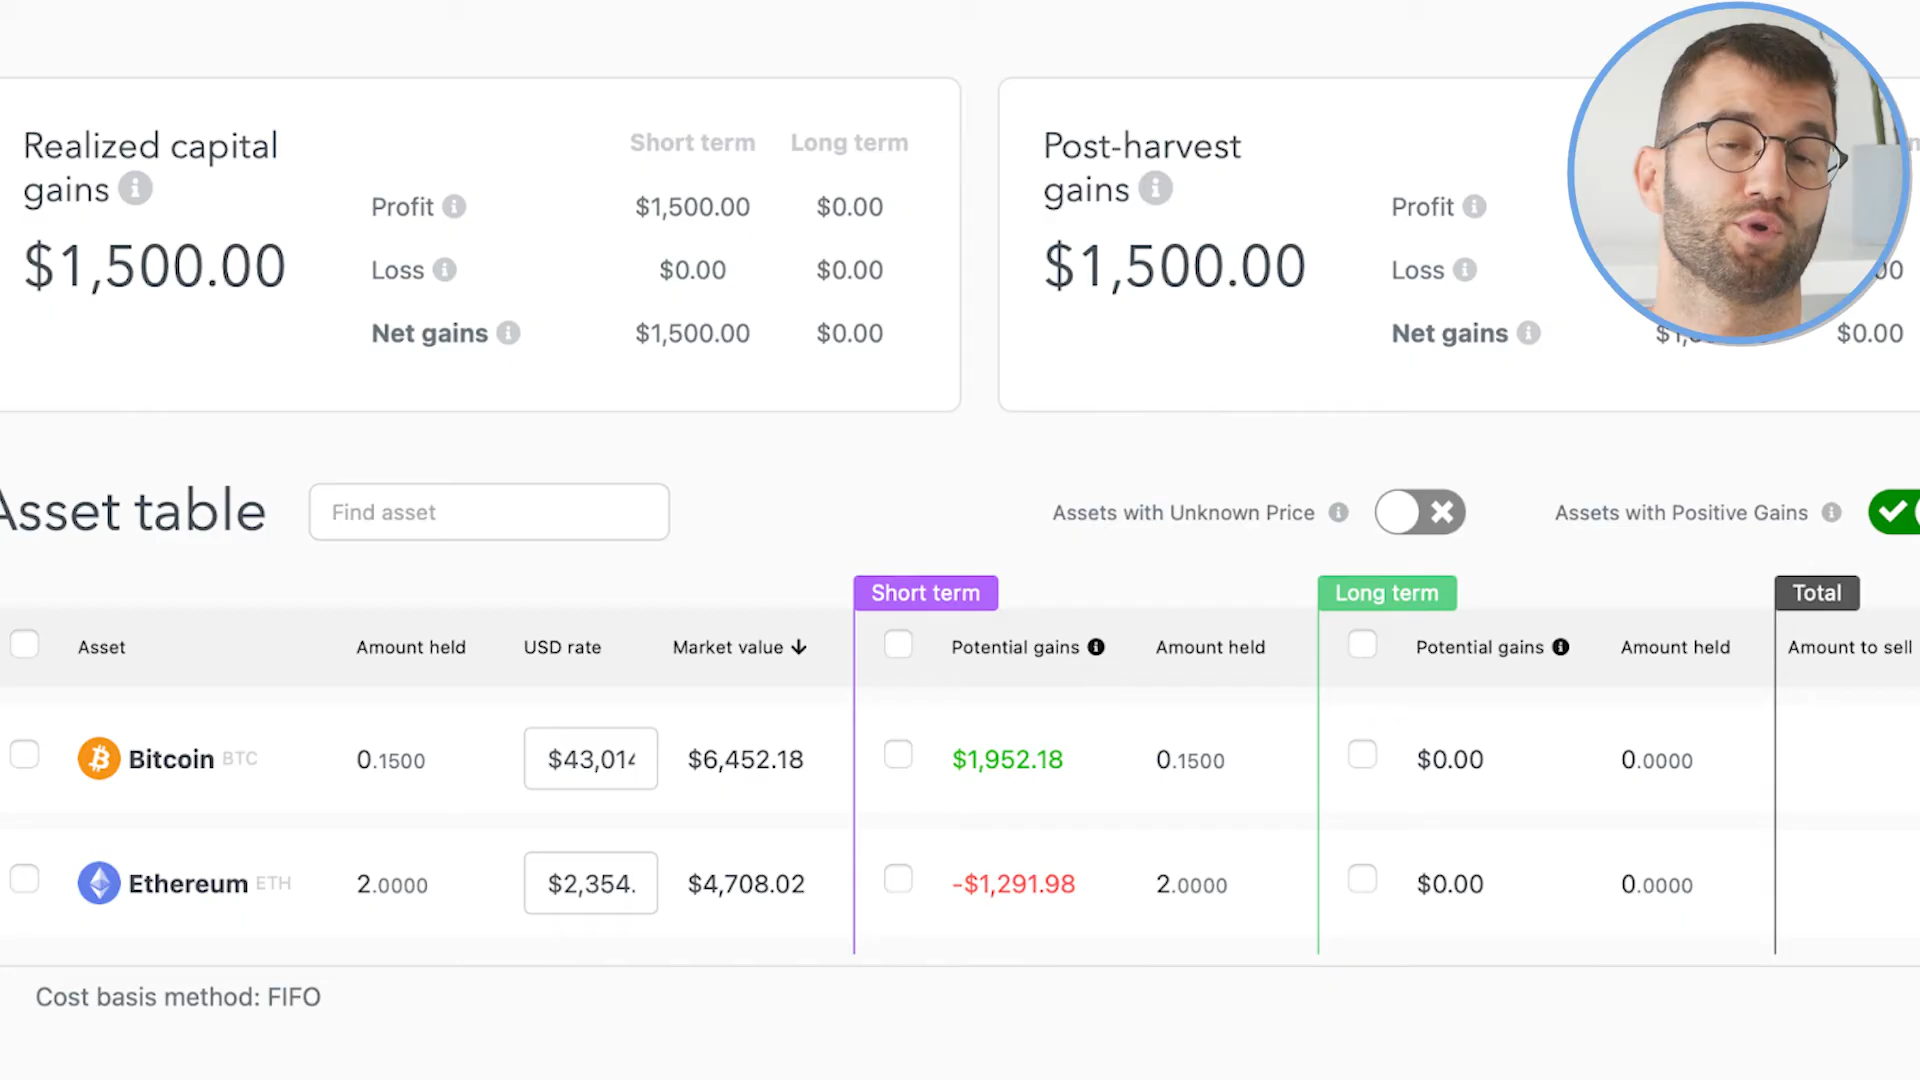 Realized capital
gains
$1,500.00
Short term Long term
Profit $1,500.00 $0.00
Loss $0.00 $0.00
Net gains $1,500.00 $0.00
Post-harvest
gains
$1,500.00
Profit
Loss
Net gains $0.00
Asset table
Find asset
Assets with Unknown Price
Assets with Positive Gains
Short term Long term Total
Asset Amount held USD rate Market value Potential gains Amount held Potential gains Amount held Amount to sell
Bitcoin BTC 0.1500 $43,014 $6,452.18 $1,952.18 0.1500 $0.00 0.0000
Ethereum ETH 2.0000 $2,354. $4,708.02 -$1,291.98 2.0000 $0.00 0.0000
Cost basis method: FIFO